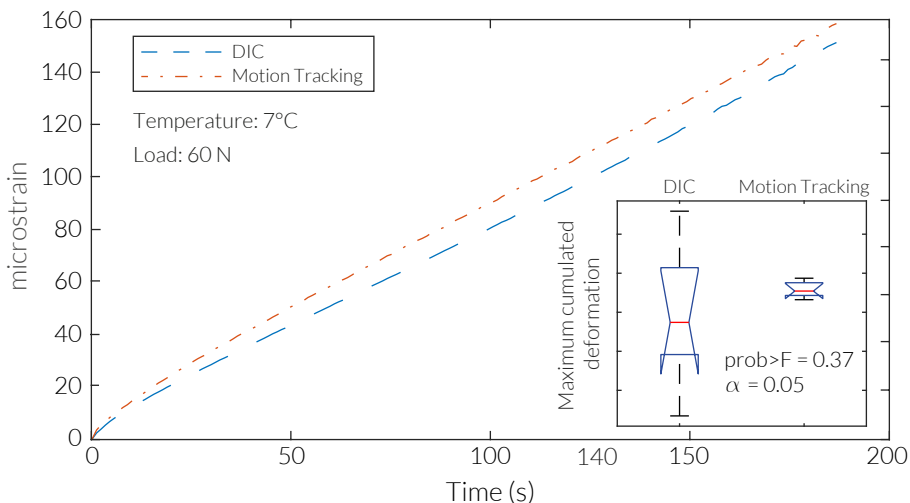 160
140
120
100
80
60
40
20
0
microstrain
DIC
Motion Tracking
Temperature: 7°C
Load: 60 N
DIC Motion Tracking
Maximum cumulated
deformation
prob>F = 0.37
α = 0.05
0 50 100 140 150 200
Time (s)